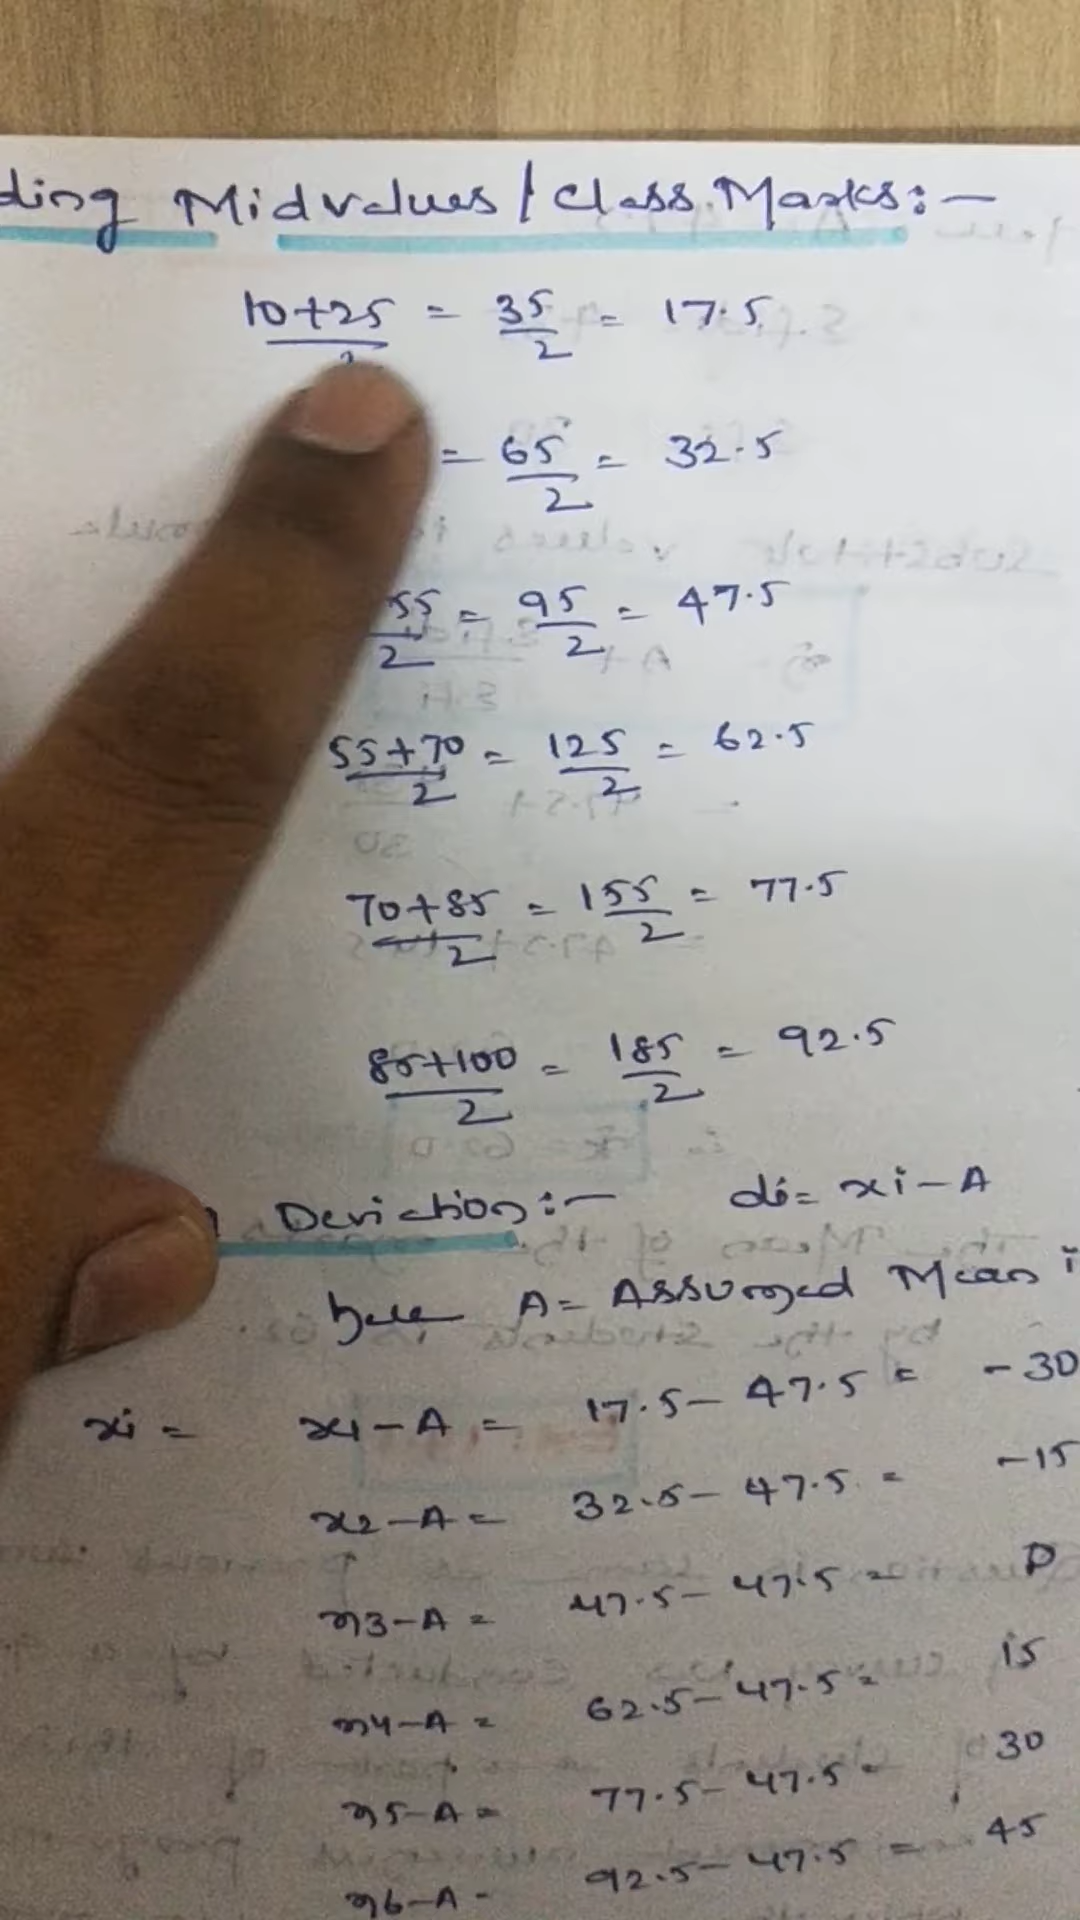 ding Midvalues / Class Marks:-
10+25 = 35/2 = 17.5
= 65/2 = 32.5
55/2 = 95/2 = 47.5
55+70/2 = 125/2 = 62.5
70+85/2 = 155/2 = 77.5
85+100/2 = 185/2 = 92.5
Deviation:- di = xi-A
here A = Assumed Mean
xi = x1-A = 17.5-47.5 = -30
x2-A = 32.5-47.5 = -15
x3-A = 47.5-47.5 = 0
x4-A = 62.5-47.5 = 15
x5-A = 77.5-47.5 = 30
x6-A = 92.5-47.5 = 45